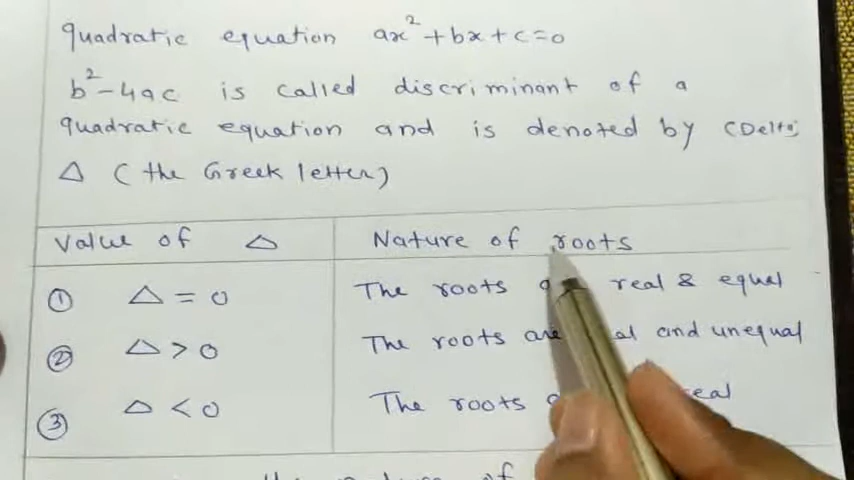 quadratic equation ax²+bx+c=0
b²-4ac is called discriminant of a
quadratic equation and is denoted by (Delta)
Δ (the Greek letter)
Value of Δ Nature of roots
① Δ = 0 The roots real & equal
② Δ > 0 The roots are and unequal
③ Δ < 0 The roots real
of